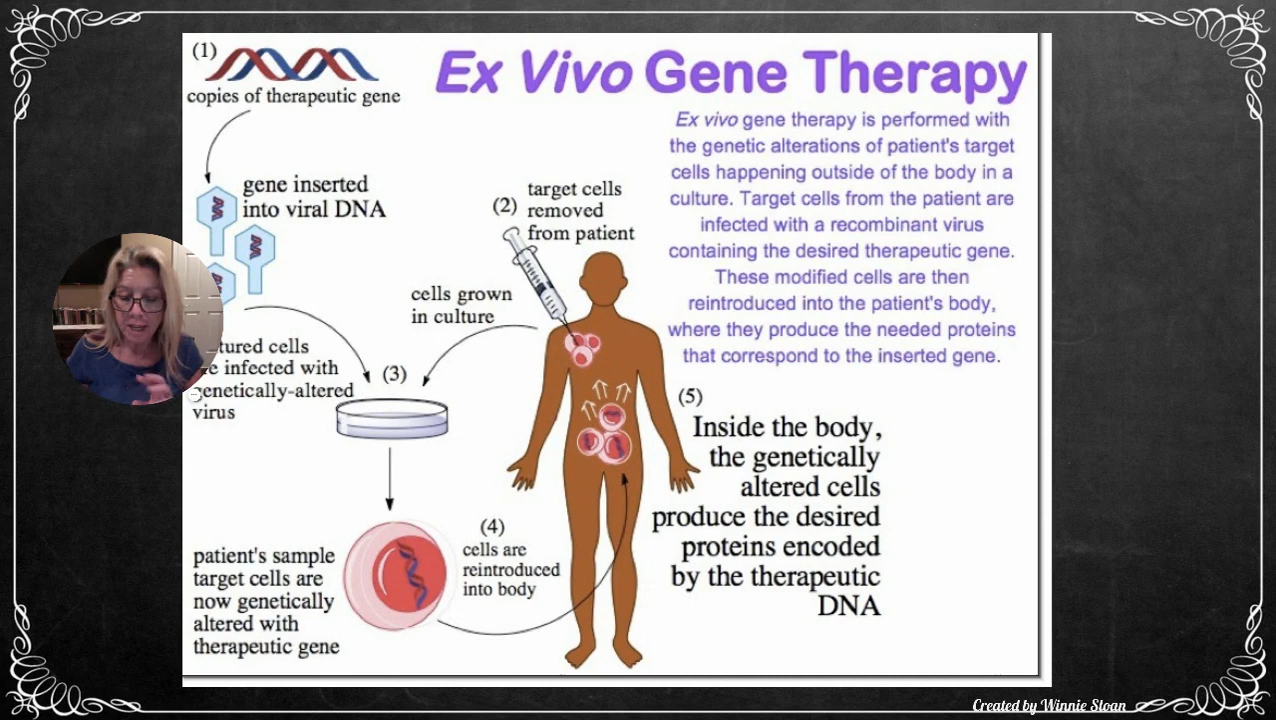 (1)
copies of therapeutic gene
Ex Vivo Gene Therapy
Ex vivo gene therapy is performed with
the genetic alterations of patient's target
cells happening outside of the body in a
culture. Target cells from the patient are
infected with a recombinant virus
containing the desired therapeutic gene.
These modified cells are then
reintroduced into the patient's body,
where they produce the needed proteins
that correspond to the inserted gene.
gene inserted
into viral DNA
(2)
target cells
removed
from patient
cells grown
in culture
cells
infected with
genetically-altered
virus
(3)
patient's sample
target cells are
now genetically
altered with
therapeutic gene
(4)
cells are
reintroduced
into body
(5)
Inside the body,
the genetically
altered cells
produce the desired
proteins encoded
by the therapeutic
DNA
Created by Winnie Sloan